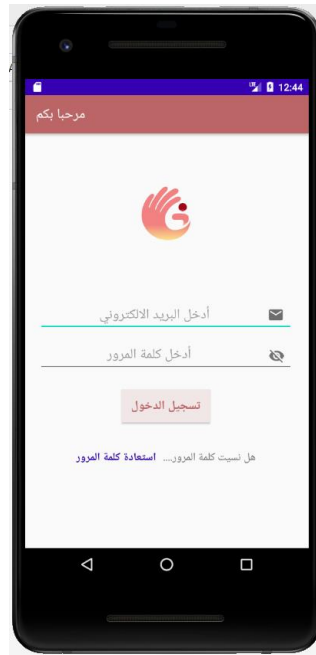 12:44
مرحبا بكم
أدخل البريد الالكتروني
أدخل كلمة المرور
تسجيل الدخول
هل نسيت كلمة المرور.... استعادة كلمة المرور